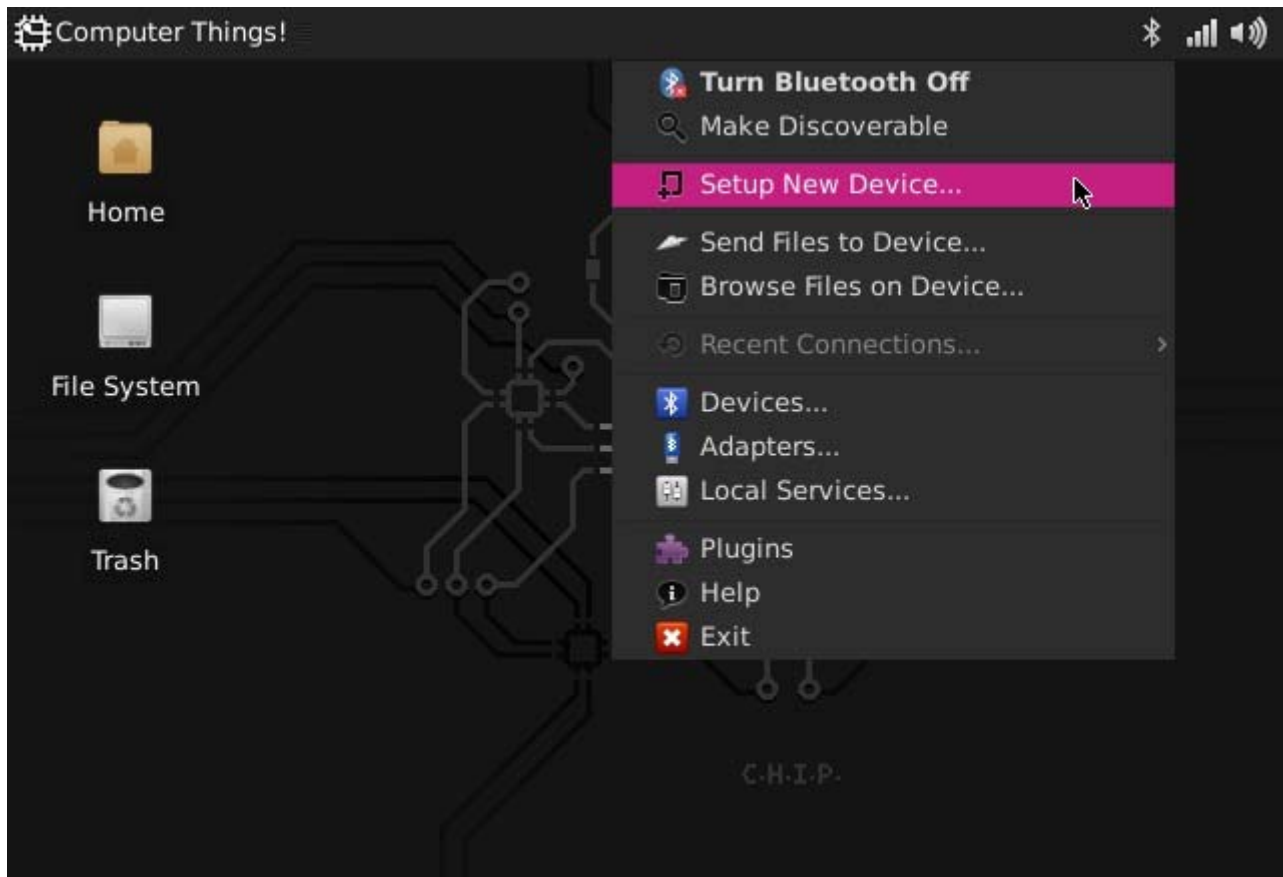 Computer Things!
Turn Bluetooth Off
Make Discoverable
Setup New Device...
Send Files to Device...
Browse Files on Device...
Recent Connections...
Devices...
Adapters...
Local Services...
Plugins
Help
Exit
Home
File System
Trash
C.H.I.P.